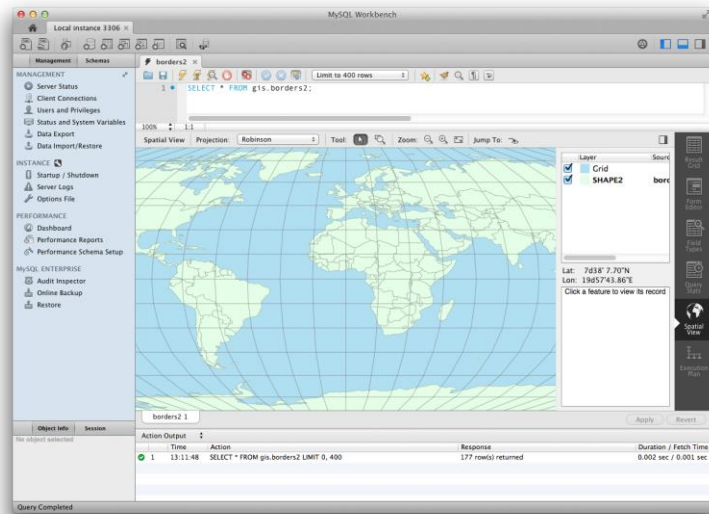 MySQL Workbench
Local instance 3306
Management Schemas
MANAGEMENT
Server Status
Client Connections
Users and Privileges
Status and System Variables
Data Export
Data Import/Restore
INSTANCE
Startup / Shutdown
Server Logs
Options File
PERFORMANCE
Dashboard
Performance Reports
Performance Schema Setup
MySQL ENTERPRISE
Audit Inspector
Online Backup
Restore
Object Info Session
No object selected
borders2
Limit to 400 rows
1 SELECT * FROM gis.borders2;
100% 1:1
Spatial View Projection: Robinson Tool: Zoom: Jump To:
Layer Sourc
Grid
SHAPE2 bord
Lat: 7d38' 7.70"N
Lon: 19d57'43.86"E
Click a feature to view its record
Result Grid
Form Editor
Field Types
Query Stats
Spatial View
Execution Plan
borders2 1
Apply Revert
Action Output
Time Action Response Duration / Fetch Time
1 13:11:48 SELECT * FROM gis.borders2 LIMIT 0, 400 177 row(s) returned 0.002 sec / 0.001 sec
Query Completed